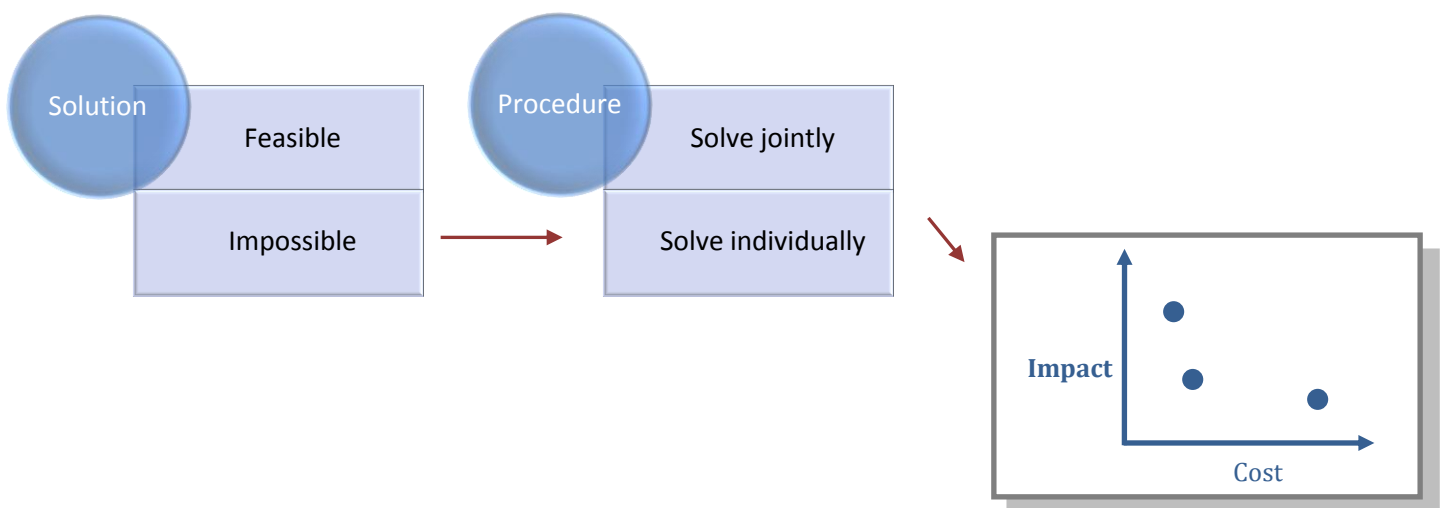 Solution
Feasible
Impossible
Procedure
Solve jointly
Solve individually
Impact
Cost